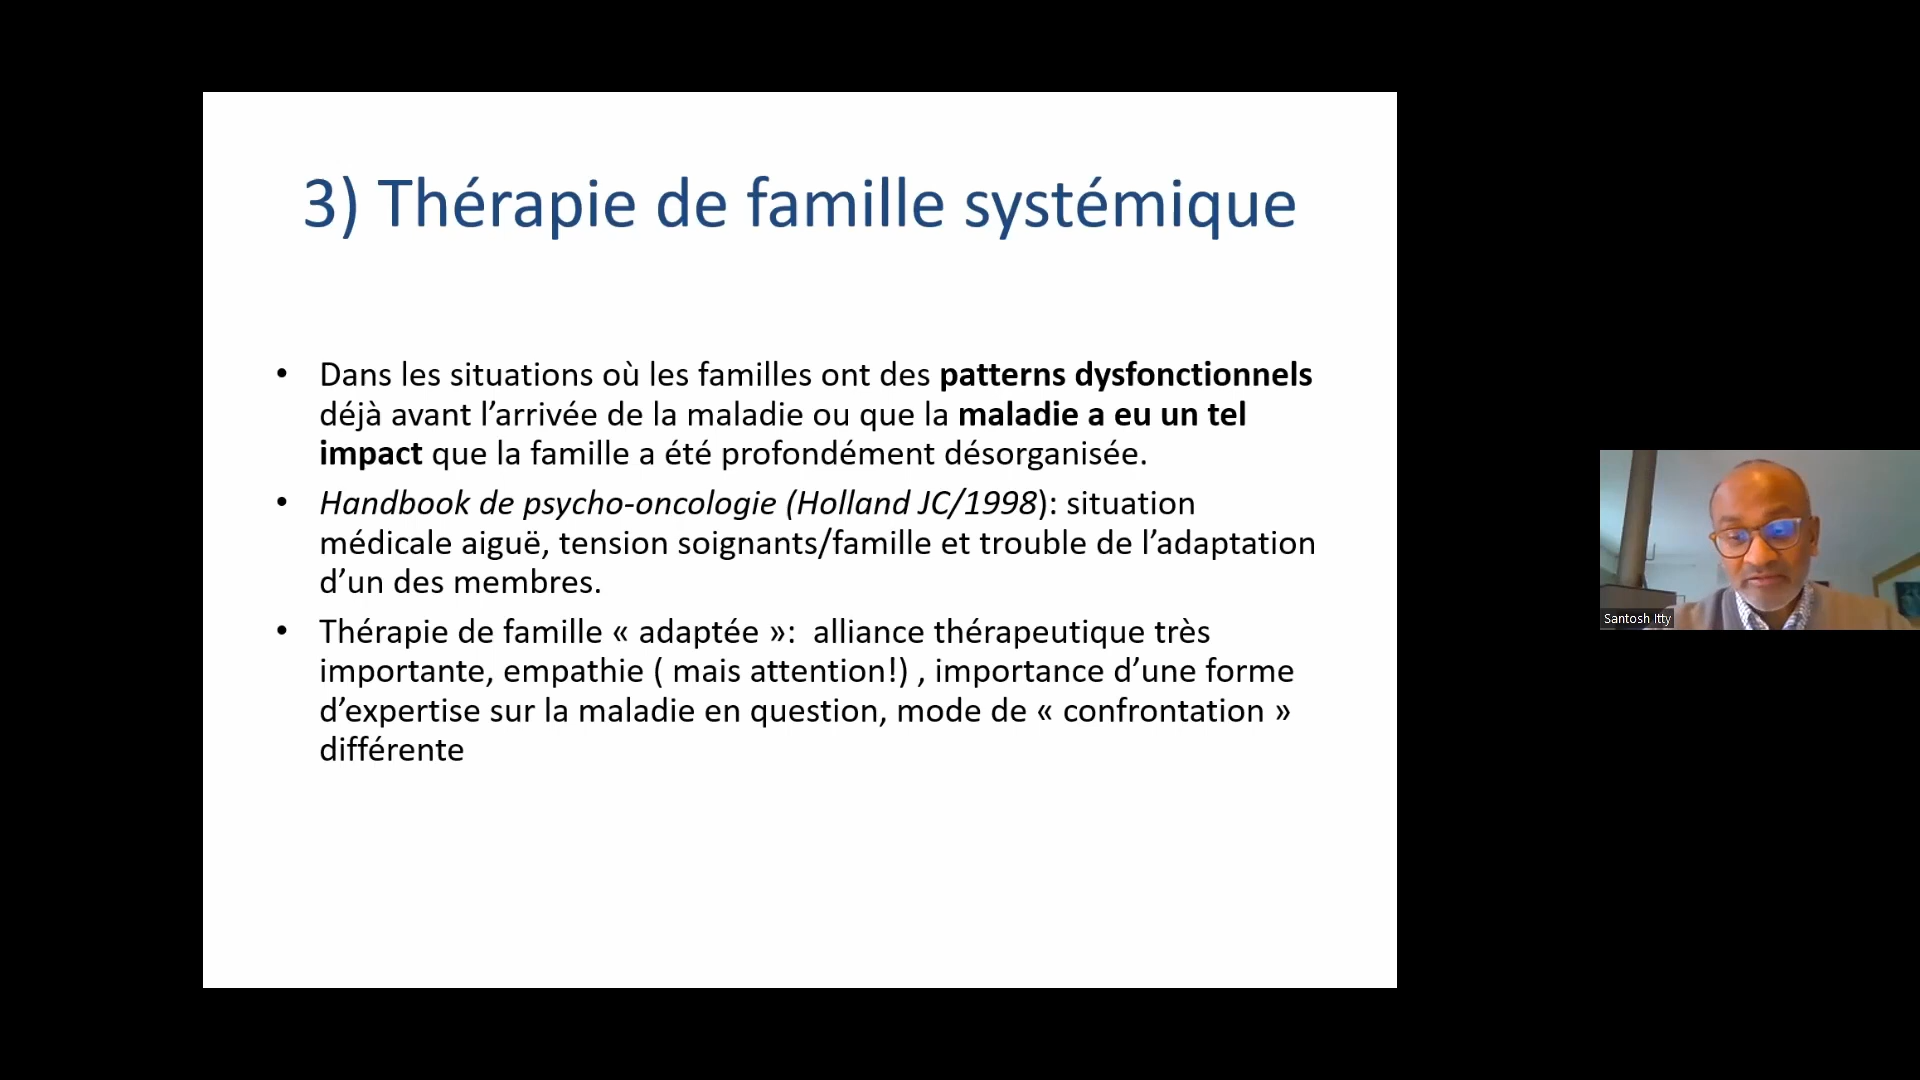 3) Thérapie de famille systémique
• Dans les situations où les familles ont des patterns dysfonctionnels
déjà avant l’arrivée de la maladie ou que la maladie a eu un tel
impact que la famille a été profondément désorganisée.
• Handbook de psycho-oncologie (Holland JC/1998): situation
médicale aiguë, tension soignants/famille et trouble de l’adaptation
d’un des membres.
• Thérapie de famille « adaptée »:  alliance thérapeutique très
importante, empathie ( mais attention!) , importance d’une forme
d’expertise sur la maladie en question, mode de « confrontation »
différente
Santosh Itty